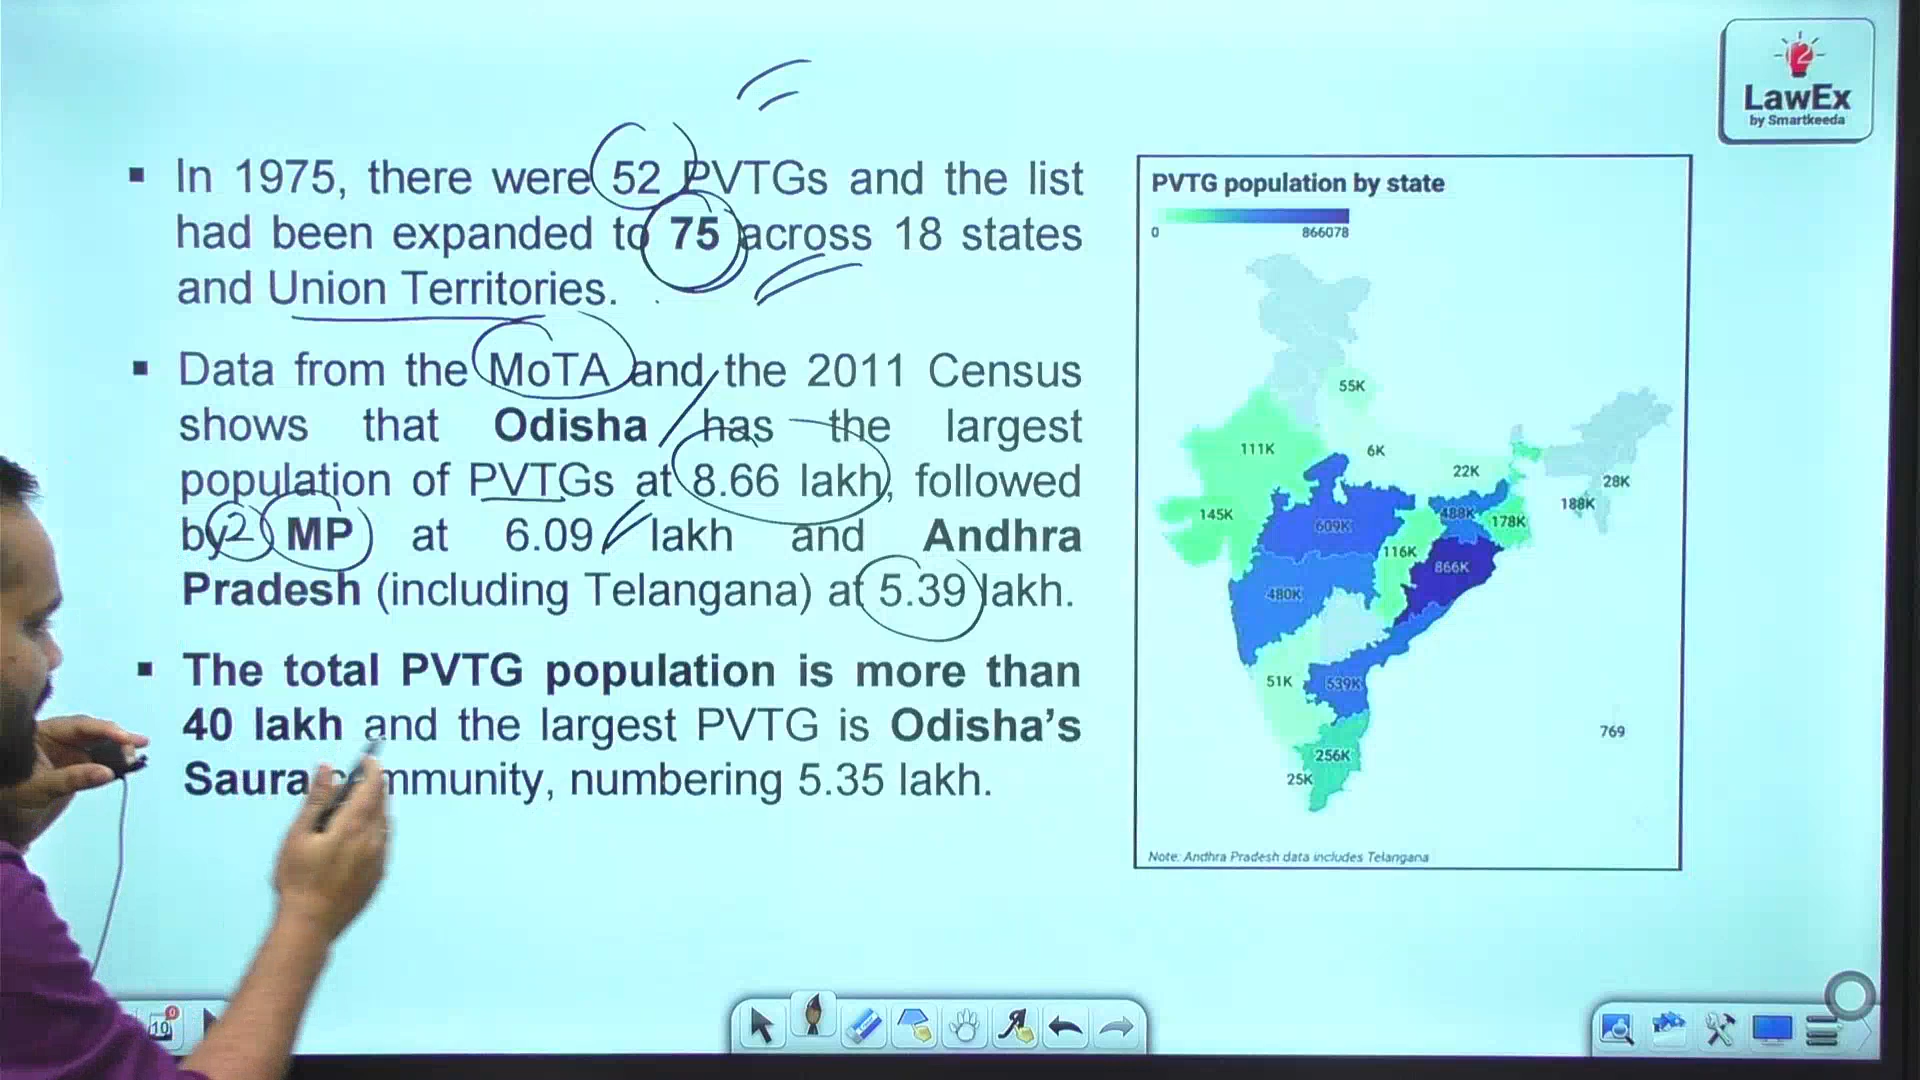 LawEx
by Smartkeeda
▪ In 1975, there were 52 PVTGs and the list
had been expanded to 75 across 18 states
and Union Territories.
▪ Data from the MoTA and the 2011 Census
shows that Odisha has the largest
population of PVTGs at 8.66 lakh, followed
by 2 MP at 6.09 lakh and Andhra
Pradesh (including Telangana) at 5.39 lakh.
▪ The total PVTG population is more than
40 lakh and the largest PVTG is Odisha's
Saura community, numbering 5.35 lakh.
PVTG population by state
0 866078
55K
111K
6K
22K
28K
188K
145K
488K
178K
609K
116K
866K
480K
51K
539K
769
256K
25K
Note: Andhra Pradesh data includes Telangana
10
0